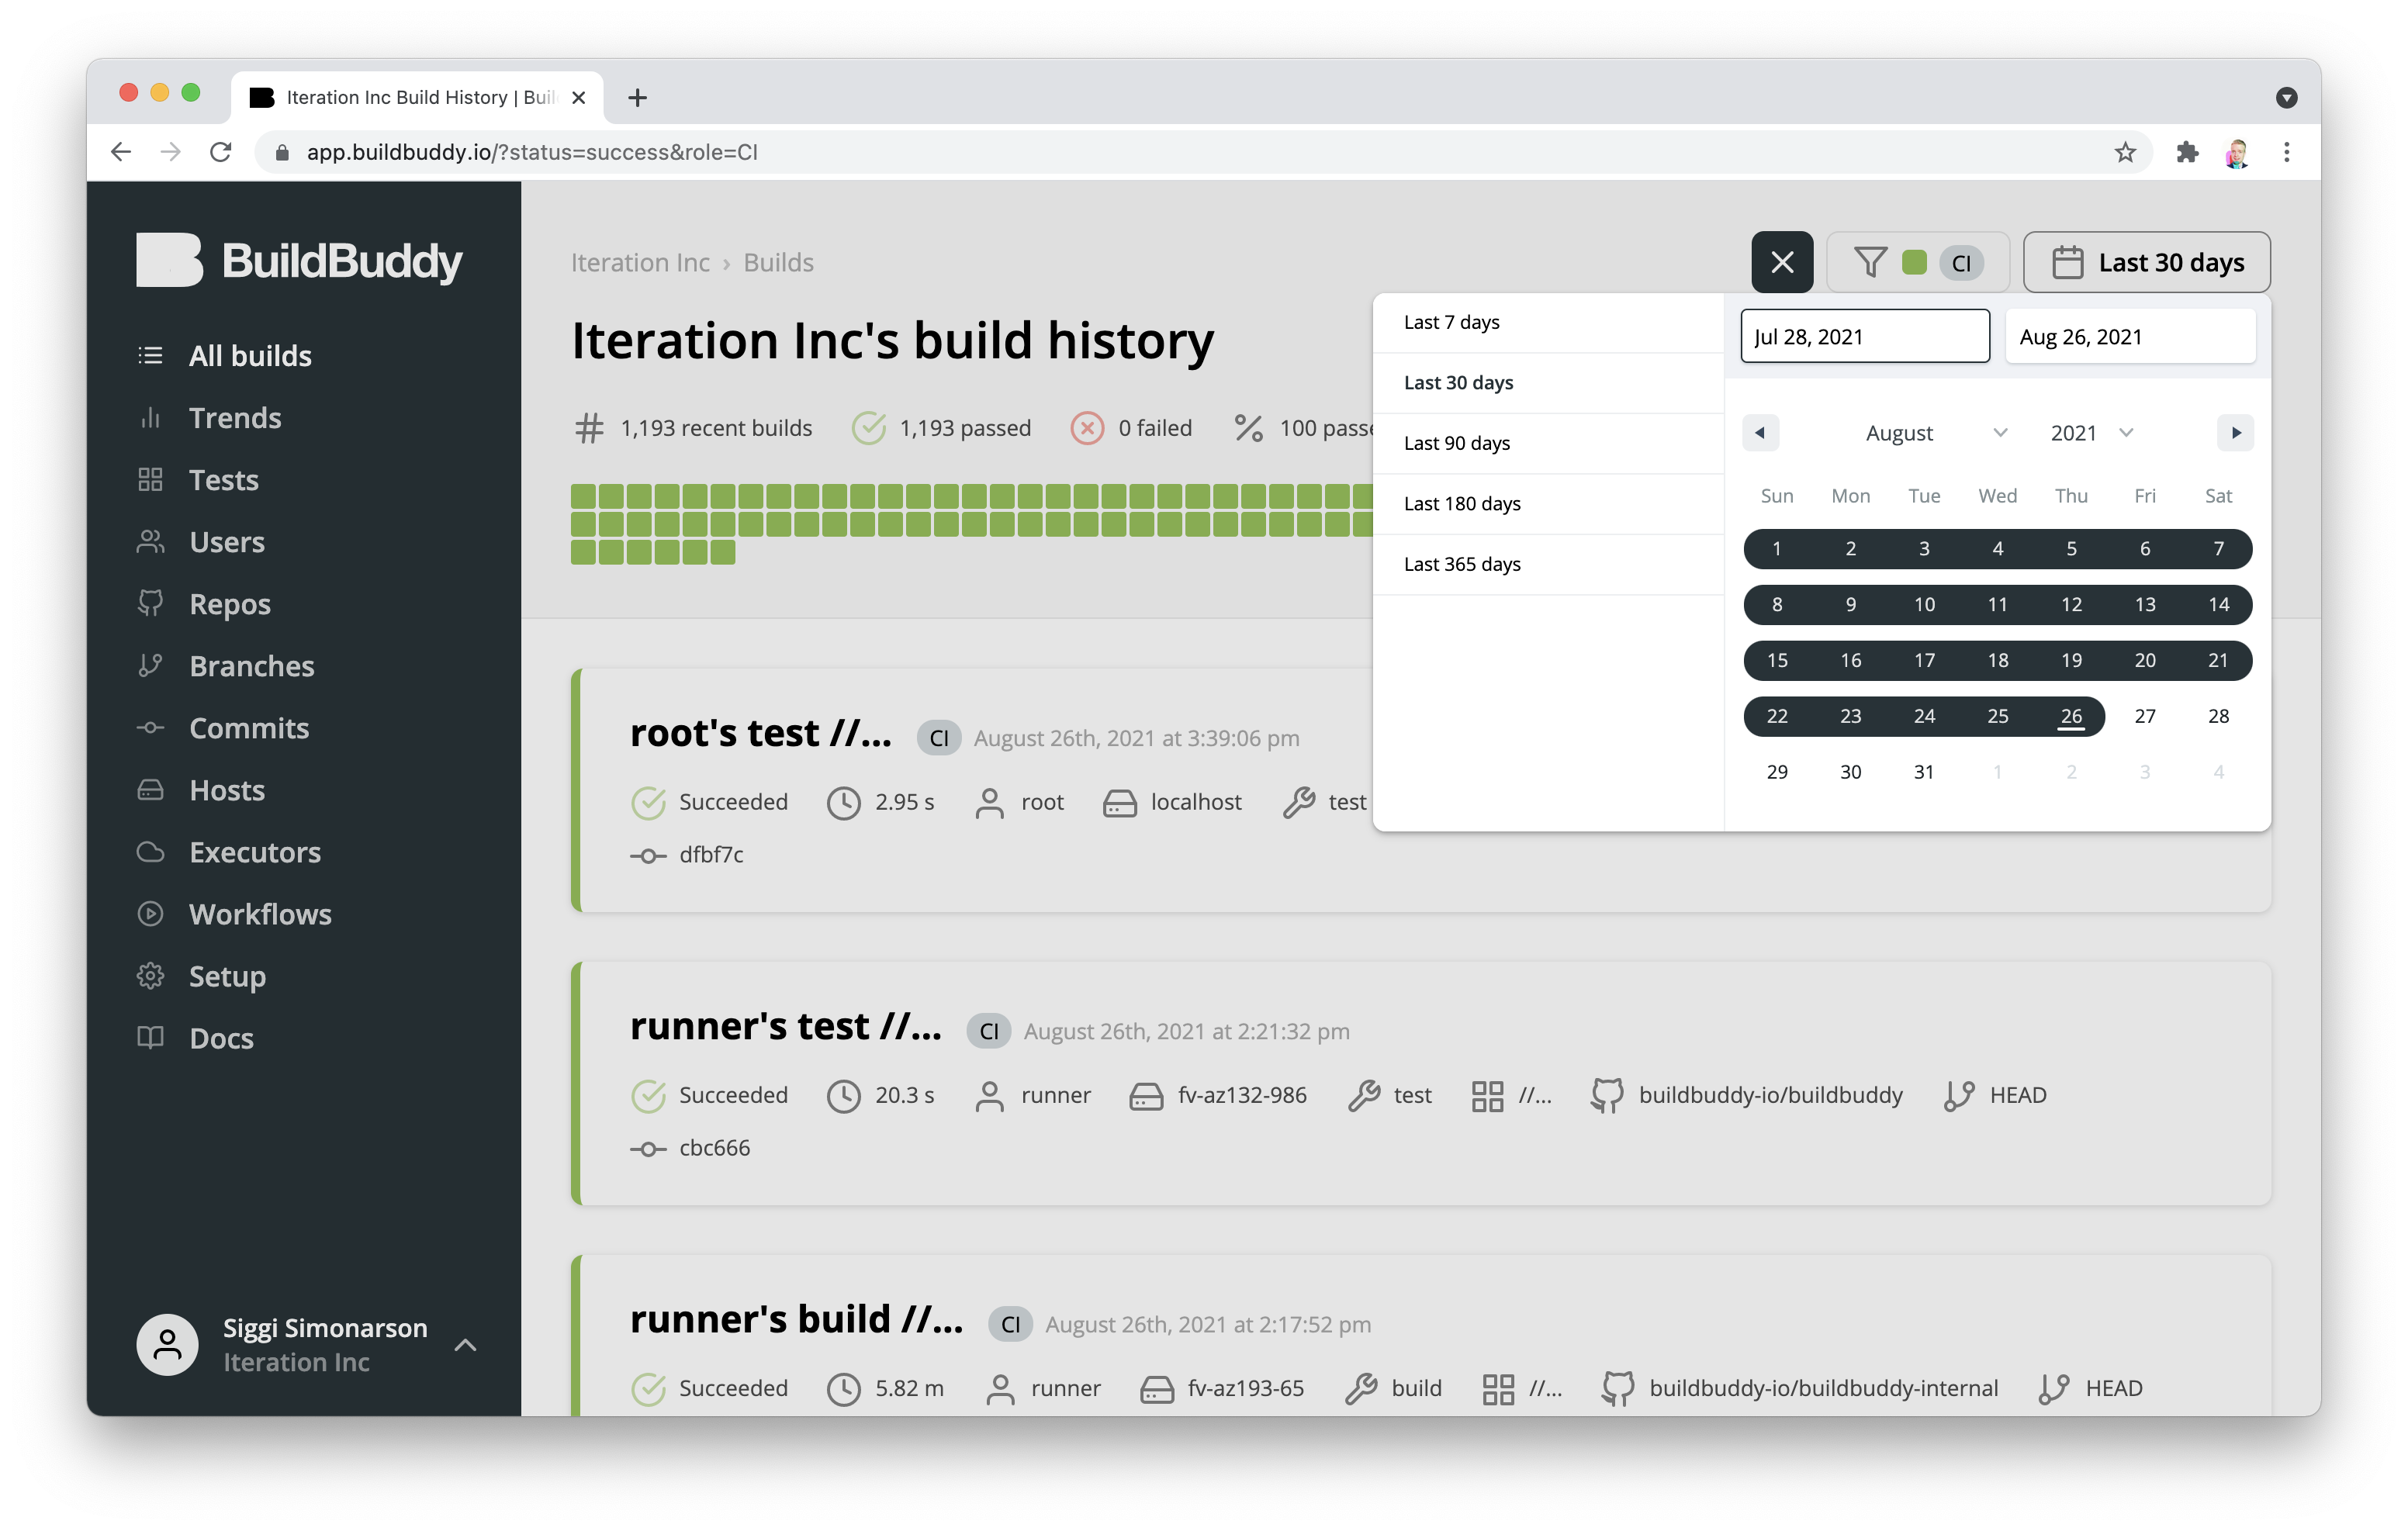 Iteration Inc Build History | Buil
app.buildbuddy.io/?status=success&role=CI
BuildBuddy
All builds
Trends
Tests
Users
Repos
Branches
Commits
Hosts
Executors
Workflows
Setup
Docs
Siggi Simonarson
Iteration Inc
Iteration Inc › Builds
CI
Last 30 days
Iteration Inc's build history
1,193 recent builds 1,193 passed 0 failed 100 passe
Last 7 days
Last 30 days
Last 90 days
Last 180 days
Last 365 days
Jul 28, 2021 Aug 26, 2021
August 2021
Sun Mon Tue Wed Thu Fri Sat
1 2 3 4 5 6 7
8 9 10 11 12 13 14
15 16 17 18 19 20 21
22 23 24 25 26 27 28
29 30 31 1 2 3 4
root's test //... CI August 26th, 2021 at 3:39:06 pm
Succeeded 2.95 s root localhost test
dfbf7c
runner's test //... CI August 26th, 2021 at 2:21:32 pm
Succeeded 20.3 s runner fv-az132-986 test //... buildbuddy-io/buildbuddy HEAD
cbc666
runner's build //... CI August 26th, 2021 at 2:17:52 pm
Succeeded 5.82 m runner fv-az193-65 build //... buildbuddy-io/buildbuddy-internal HEAD